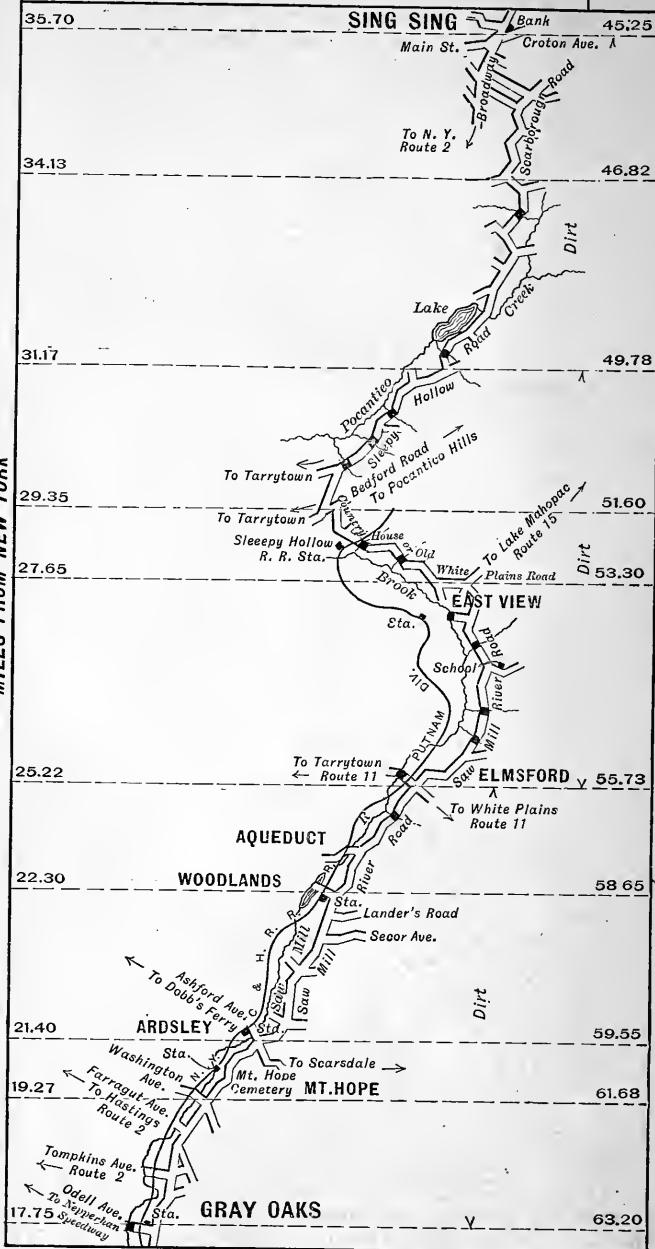 35.70
SING SING
Bank
45.25
Main St.
Croton Ave.
Broadway
Scarborough Road
To N. Y.
Route 2
34.13
46.82
Dirt
Lake
Creek
Road
31.17
49.78
Pocantico
Hollow
Sleepy
Bedford Road
To Pocantico Hills
To Tarrytown
29.35
51.60
To Tarrytown
Country House or Old White Plains Road
To Lake Mahopac
Route 15
Sleeepy Hollow
R. R. Sta.
Dirt
27.65
53.30
Brook
EAST VIEW
Sta.
School
DIV.
PUTNAM
Saw Mill River Road
To Tarrytown
Route 11
25.22
ELMSFORD
55.73
To White Plains
Route 11
AQUEDUCT
WOODLANDS
22.30
58 65
Sta.
Lander's Road
Secor Ave.
Saw Mill River Road
Saw Mill
N. Y. C & H. R. R. R.
Ashford Ave.
To Dobb's Ferry
Dirt
ARDSLEY
Sta.
21.40
59.55
Sta.
Washington
Ave.
To Scarsdale
Mt. Hope
Cemetery
MT. HOPE
19.27
61.68
Farragut Ave.
To Hastings
Route 2
Tompkins Ave.
Route 2
Odell Ave.
To Nepperhan
Speedway
Sta.
GRAY OAKS
17.75
63.20
MILES FROM NEW YORK